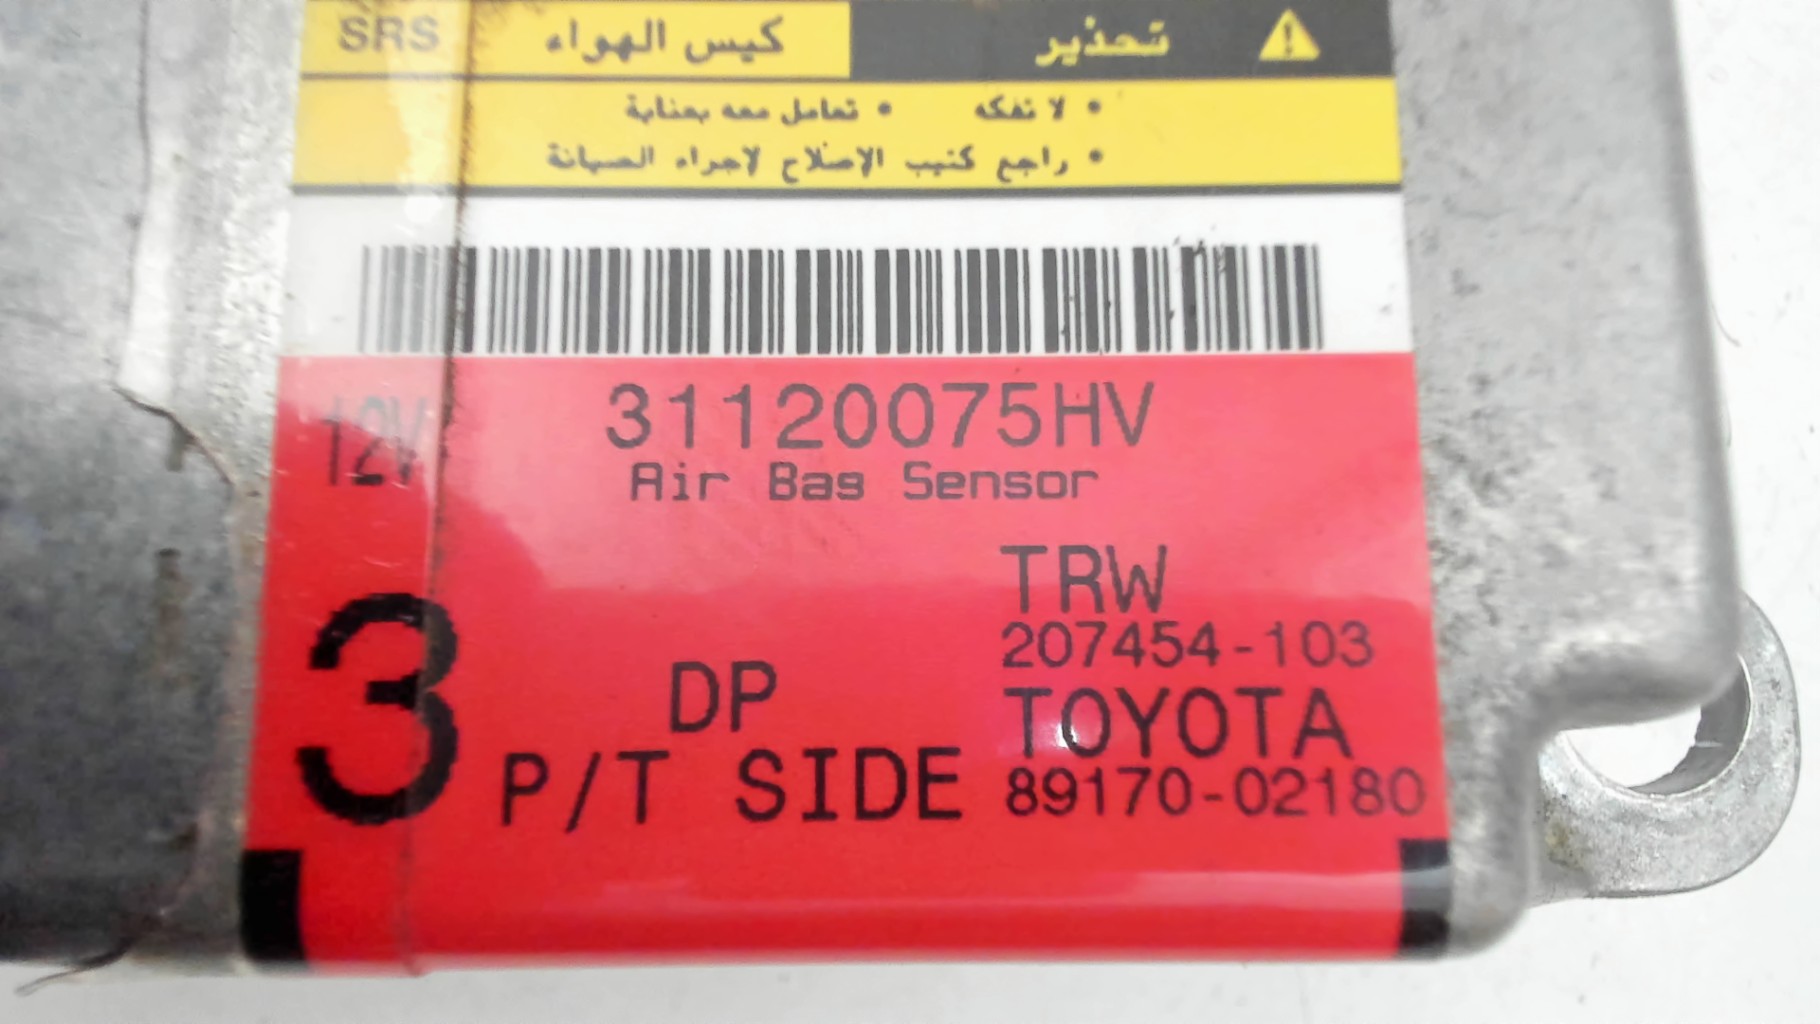 تحذير كيس الهواء SRS
• لا تفكه • تعامل معه بعناية
• راجع كتيب الإصلاح لاجراء الصيانة
12V 31120075HV
Air Bag Sensor
TRW
207454-103
3 DP TOYOTA
P/T SIDE 89170-02180